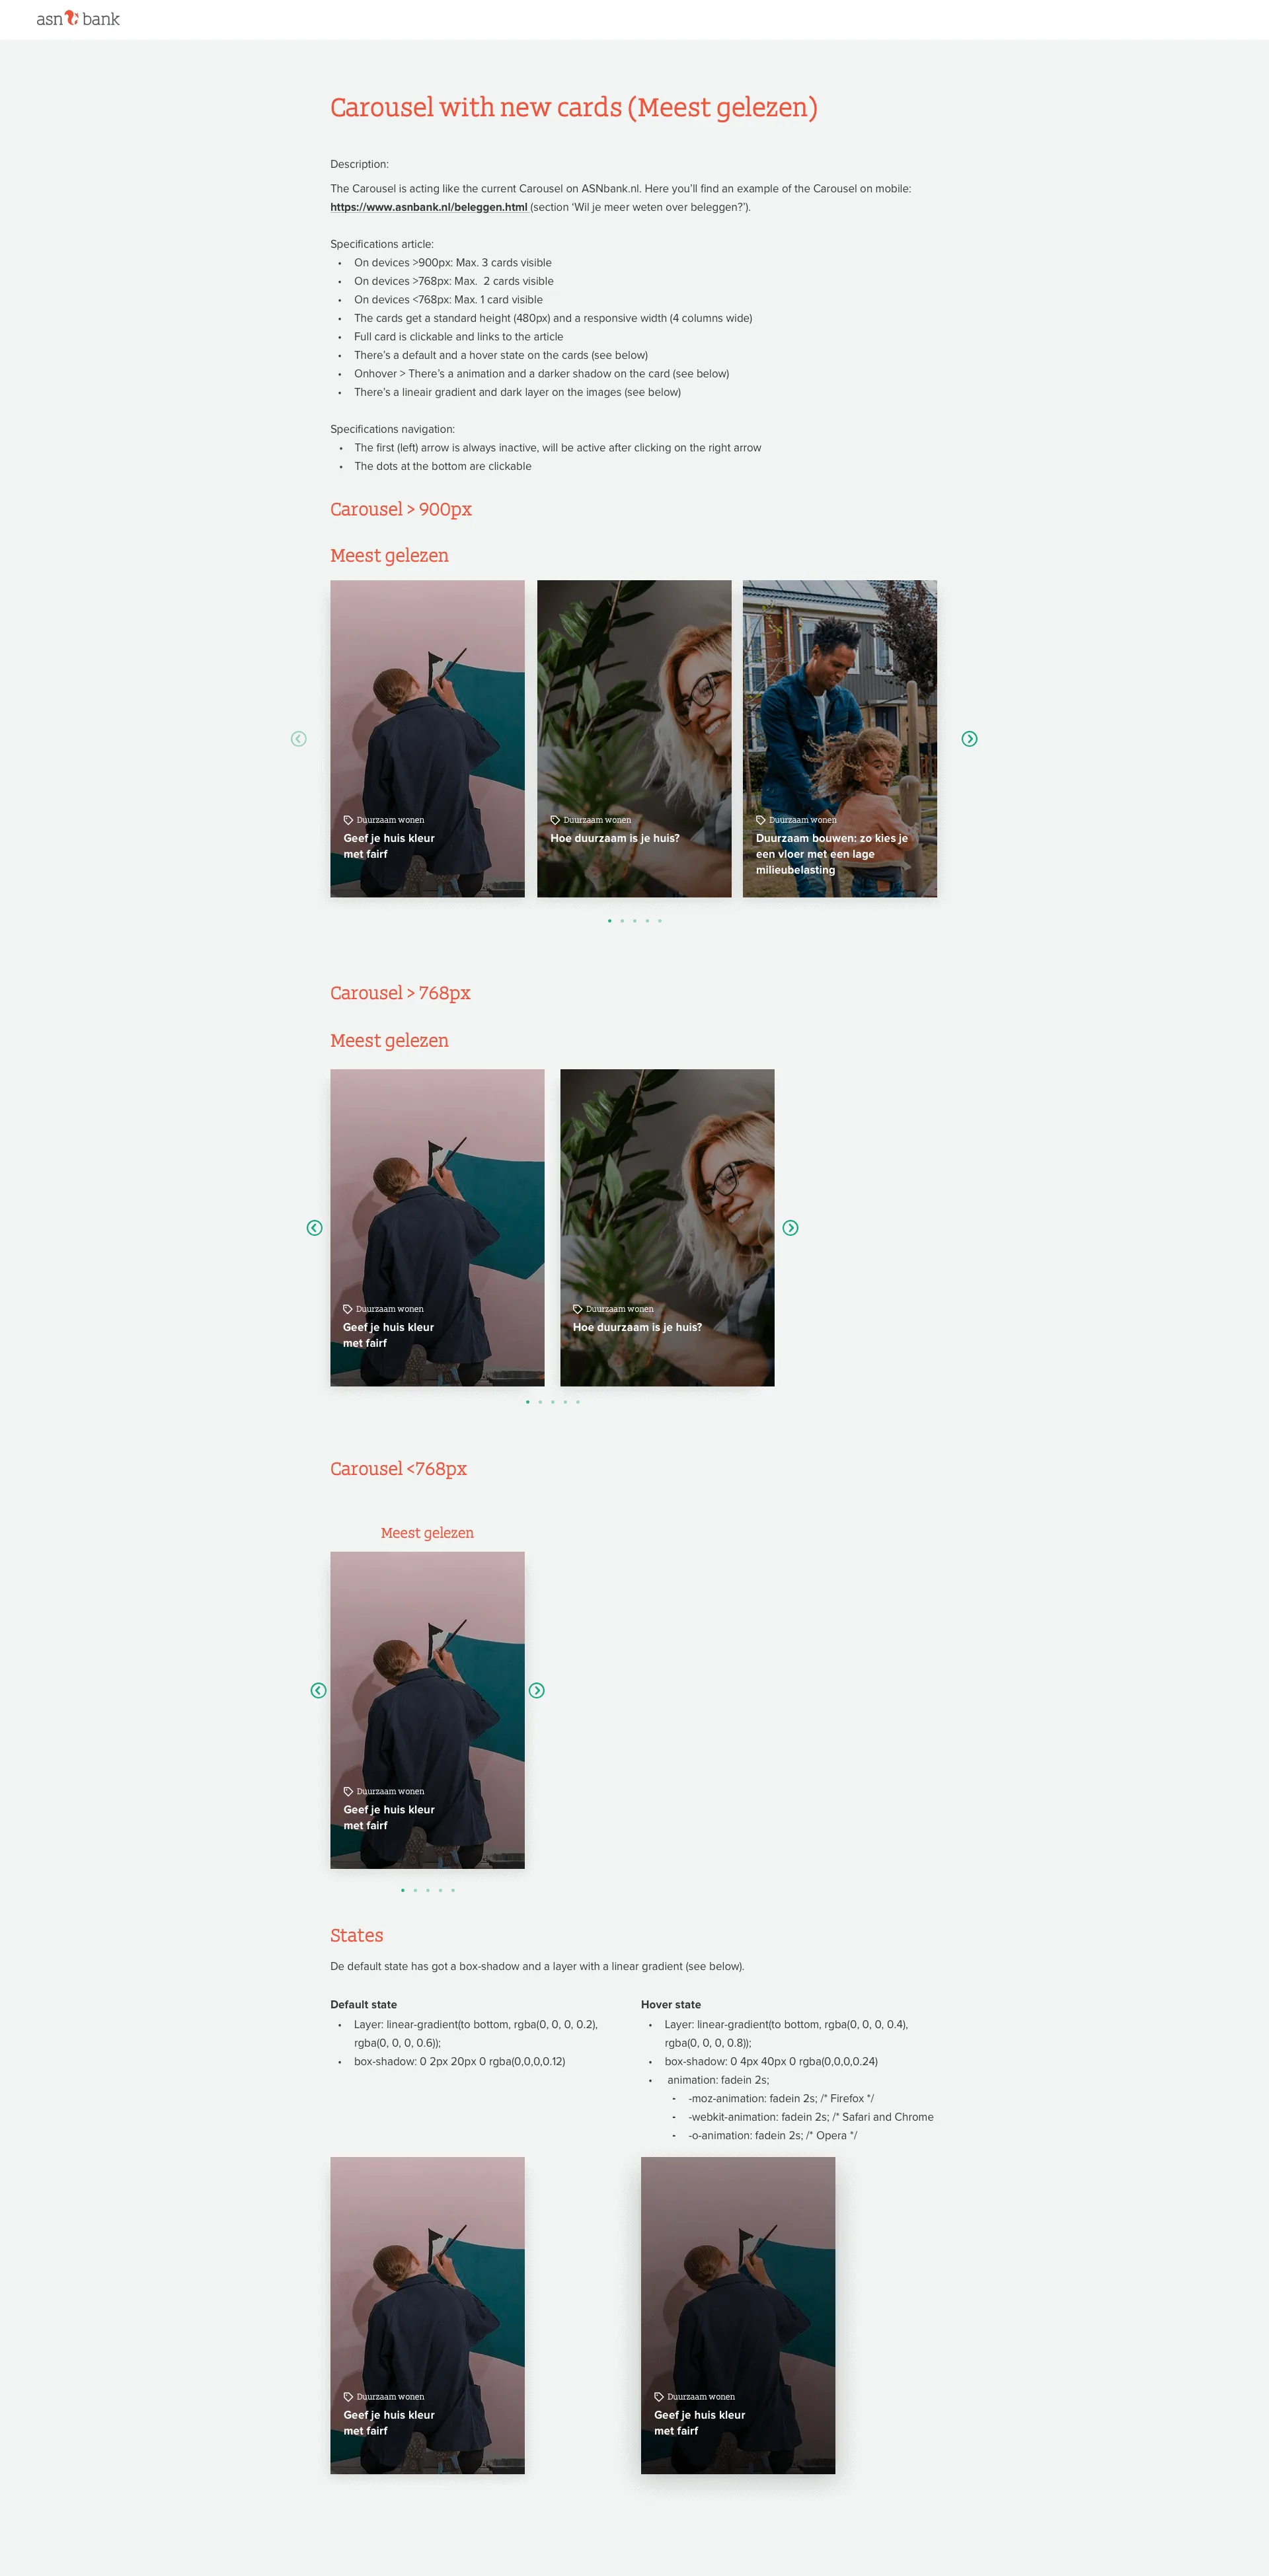 asn bank
Carousel with new cards (Meest gelezen)
Description:
The Carousel is acting like the current Carousel on ASNbank.nl. Here you’ll find an example of the Carousel on mobile:
https://www.asnbank.nl/beleggen.html (section ‘Wil je meer weten over beleggen?’).
Specifications article:
• On devices >900px: Max. 3 cards visible
• On devices >768px: Max. 2 cards visible
• On devices <768px: Max. 1 card visible
• The cards get a standard height (480px) and a responsive width (4 columns wide)
• Full card is clickable and links to the article
• There’s a default and a hover state on the cards (see below)
• Onhover > There’s a animation and a darker shadow on the card (see below)
• There’s a lineair gradient and dark layer on the images (see below)
Specifications navigation:
• The first (left) arrow is always inactive, will be active after clicking on the right arrow
• The dots at the bottom are clickable
Carousel > 900px
Meest gelezen
Duurzaam wonen
Geef je huis kleur
met fairf
Duurzaam wonen
Hoe duurzaam is je huis?
Duurzaam wonen
Duurzaam bouwen: zo kies je
een vloer met een lage
milieubelasting
Carousel > 768px
Meest gelezen
Duurzaam wonen
Geef je huis kleur
met fairf
Duurzaam wonen
Hoe duurzaam is je huis?
Carousel <768px
Meest gelezen
Duurzaam wonen
Geef je huis kleur
met fairf
States
De default state has got a box-shadow and a layer with a linear gradient (see below).
Default state
• Layer: linear-gradient(to bottom, rgba(0, 0, 0, 0.2),
rgba(0, 0, 0, 0.6));
• box-shadow: 0 2px 20px 0 rgba(0,0,0,0.12)
Hover state
• Layer: linear-gradient(to bottom, rgba(0, 0, 0, 0.4),
rgba(0, 0, 0, 0.8));
• box-shadow: 0 4px 40px 0 rgba(0,0,0,0.24)
• animation: fadein 2s;
- -moz-animation: fadein 2s; /* Firefox */
- -webkit-animation: fadein 2s; /* Safari and Chrome
- -o-animation: fadein 2s; /* Opera */
Duurzaam wonen
Geef je huis kleur
met fairf
Duurzaam wonen
Geef je huis kleur
met fairf